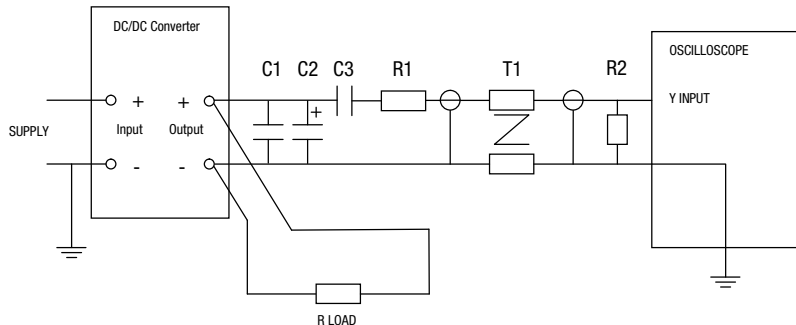 DC/DC Converter
OSCILLOSCOPE
C1 C2 C3 R1 T1 R2
+ + + Y INPUT
SUPPLY Input Output
- -
R LOAD